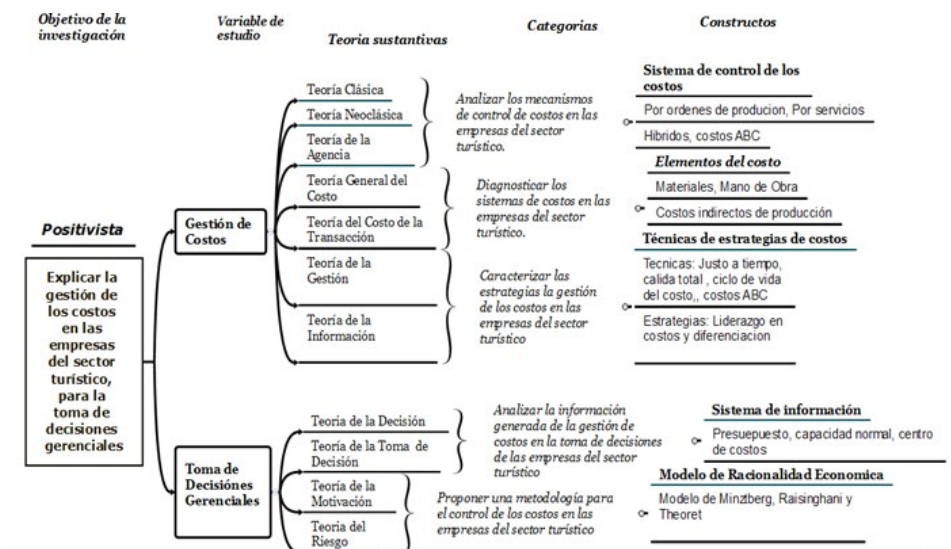 Objetivo de la
investigación
Variable de
estudio
Teoria sustantivas
Categorias
Constructos
Positivista
Explicar la
gestión de
los costos
en las
empresas
del sector
turístico,
para la
toma de
decisiones
gerenciales
Gestión de
Costos
Teoría Clásica
Teoría Neoclásica
Teoría de la
Agencia
Teoría General del
Costo
Teoría del Costo de la
Transacción
Teoría de la
Gestión
Teoría de la
Información
Analizar los mecanismos
de control de costos en las
empresas del sector
turístico.
Diagnosticar los
sistemas de costos en las
empresas del sector
turístico.
Caracterizar las
estrategias la gestión
de los costos en las
empresas del sector
turístico
Sistema de control de los
costos
Por ordenes de producion, Por servicios
Hibridos, costos ABC
Elementos del costo
Materiales, Mano de Obra
Costos indirectos de producción
Técnicas de estrategias de costos
Tecnicas: Justo a tiempo,
calida total , ciclo de vida
del costo,, costos ABC
Estrategias: Liderazgo en
costos y diferenciacion
Toma de
Decisiónes
Gerenciales
Teoria de la Decisión
Teoría de la Toma de
Decisión
Teoría de la
Motivación
Teoria del
Riesgo
Analizar la información
generada de la gestión de
costos en la toma de decisiones
de las empresas del sector
turístico
Proponer una metodología para
el control de los costos en las
empresas del sector turístico
Sistema de información
Presuepuesto, capacidad normal, centro
de costos
Modelo de Racionalidad Economica
Modelo de Minztberg, Raisinghani y
Theoret